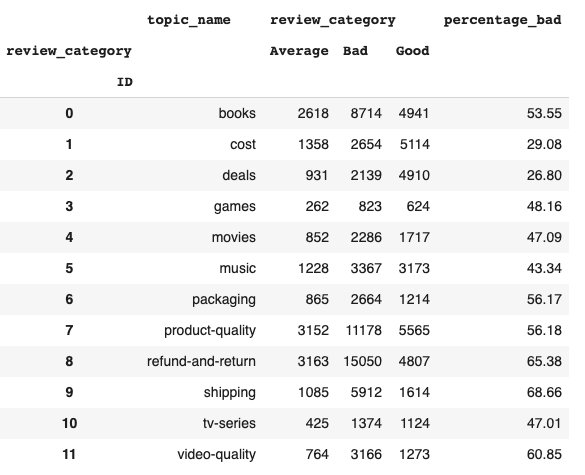 topic_name review_category percentage_bad
review_category Average Bad Good
ID
0 books 2618 8714 4941 53.55
1 cost 1358 2654 5114 29.08
2 deals 931 2139 4910 26.80
3 games 262 823 624 48.16
4 movies 852 2286 1717 47.09
5 music 1228 3367 3173 43.34
6 packaging 865 2664 1214 56.17
7 product-quality 3152 11178 5565 56.18
8 refund-and-return 3163 15050 4807 65.38
9 shipping 1085 5912 1614 68.66
10 tv-series 425 1374 1124 47.01
11 video-quality 764 3166 1273 60.85